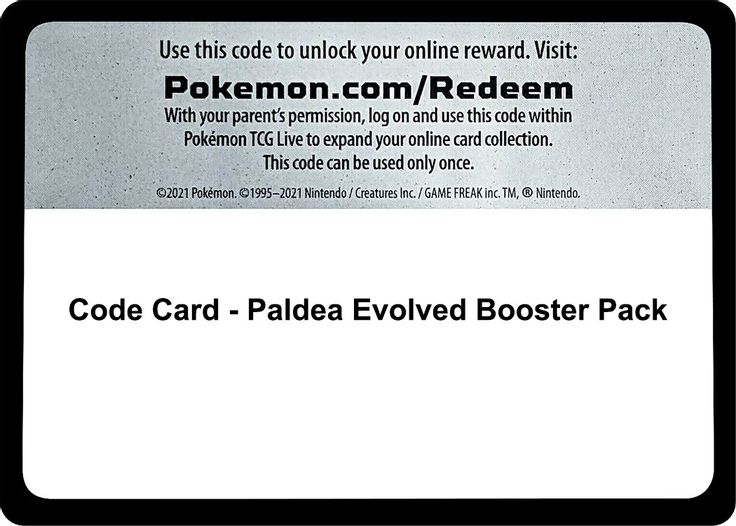 Use this code to unlock your online reward. Visit:
Pokemon.com/Redeem
With your parent's permission, log on and use this code within
Pokémon TCG Live to expand your online card collection.
This code can be used only once.
©2021 Pokémon. ©1995–2021 Nintendo / Creatures Inc. / GAME FREAK inc. TM, ® Nintendo.
Code Card - Paldea Evolved Booster Pack